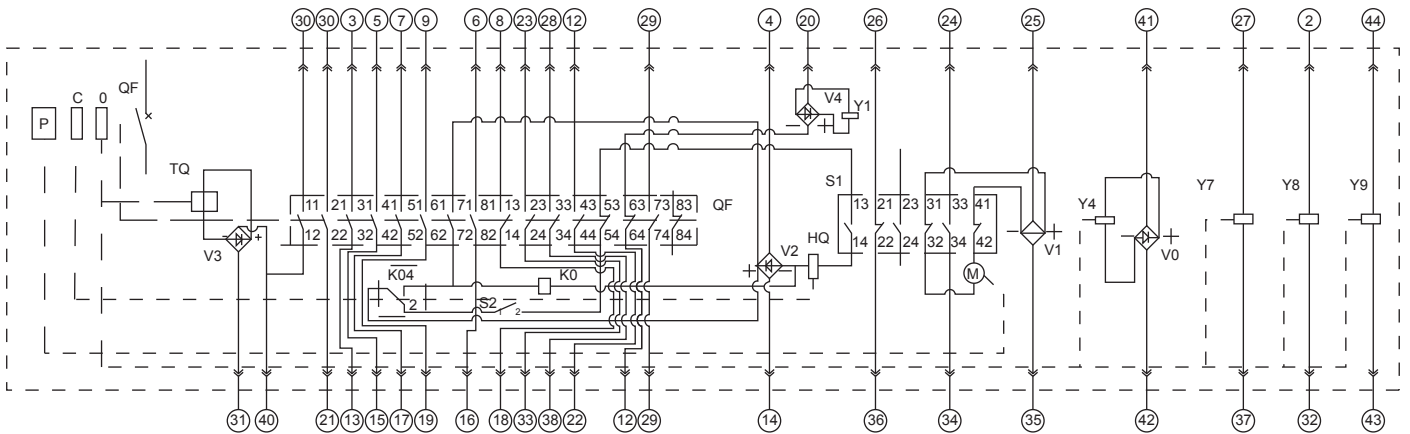 30 30 3 5 7 9 6 8 23 28 12 29 4 20 26 24 25 41 27 2 44
QF
C 0
P
V4 Y1
TQ
S1
11 21 31 41 51 61 71 81 13 23 33 43 53 63 73 83 QF
13 21 23 31 33 41
Y4 Y7 Y8 Y9
12 22 32 42 52 62 72 82 14 24 34 44 54 64 74 84
14 22 24 32 34 42
V3 + V2 HQ V1 V0
+ − − + + − + − − +
K04 K0 M
2 S2 1 2
31 40 21 13 15 17 19 16 18 33 38 22 12 29 14 36 34 35 42 37 32 43